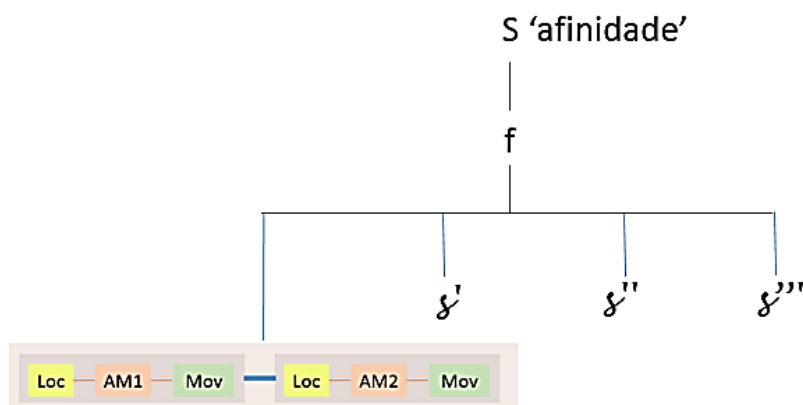 S ‘afinidade’
f
s' s'' s'''
Loc AM1 Mov Loc AM2 Mov